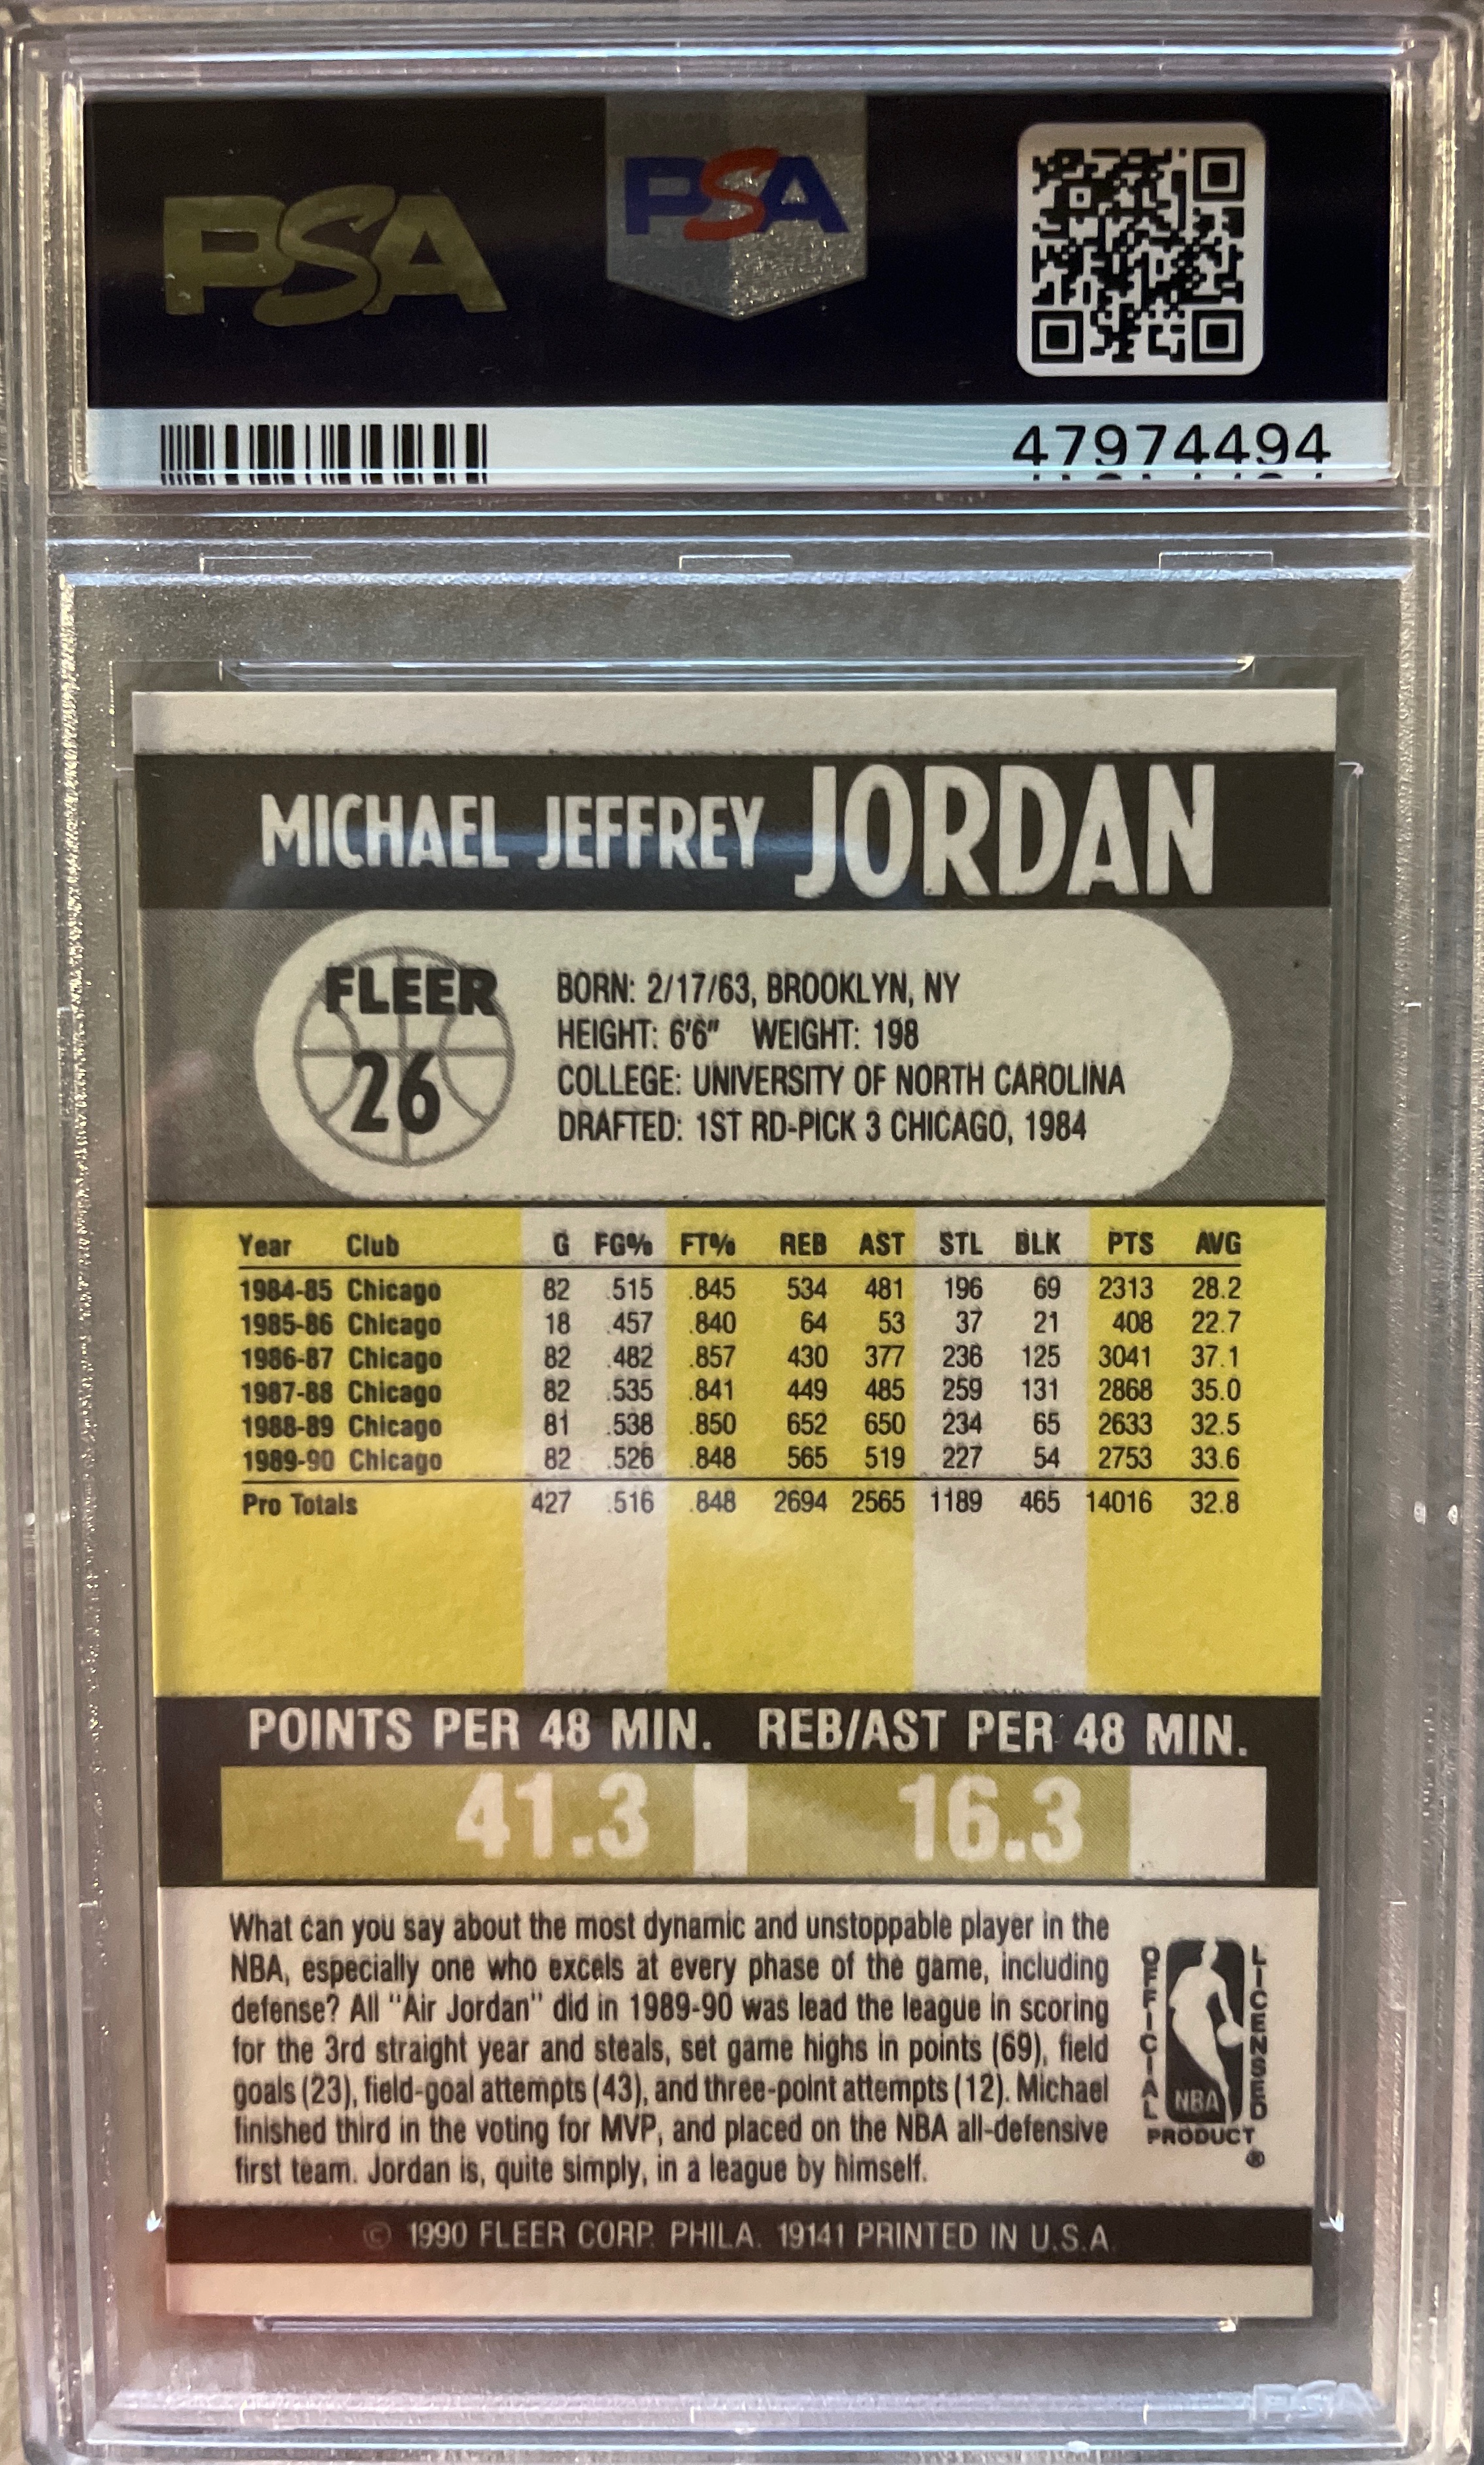 PSA PSA
47974494
MICHAEL JEFFREY JORDAN
FLEER
26
BORN: 2/17/63, BROOKLYN, NY
HEIGHT: 6'6" WEIGHT: 198
COLLEGE: UNIVERSITY OF NORTH CAROLINA
DRAFTED: 1ST RD-PICK 3 CHICAGO, 1984
Year Club G FG% FT% REB AST STL BLK PTS AVG
1984-85 Chicago 82 .515 .845 534 481 196 69 2313 28.2
1985-86 Chicago 18 .457 .840 64 53 37 21 408 22.7
1986-87 Chicago 82 .482 .857 430 377 236 125 3041 37.1
1987-88 Chicago 82 .535 .841 449 485 259 131 2868 35.0
1988-89 Chicago 81 .538 .850 652 650 234 65 2633 32.5
1989-90 Chicago 82 .526 .848 565 519 227 54 2753 33.6
Pro Totals 427 .516 .848 2694 2565 1189 465 14016 32.8
POINTS PER 48 MIN. REB/AST PER 48 MIN.
41.3 16.3
What can you say about the most dynamic and unstoppable player in the
NBA, especially one who excels at every phase of the game, including
defense? All "Air Jordan" did in 1989-90 was lead the league in scoring
for the 3rd straight year and steals, set game highs in points (69), field
goals (23), field-goal attempts (43), and three-point attempts (12). Michael
finished third in the voting for MVP, and placed on the NBA all-defensive
first team. Jordan is, quite simply, in a league by himself.
OFFICIAL
NBA
LICENSED
PRODUCT
®
© 1990 FLEER CORP. PHILA. 19141 PRINTED IN U.S.A.
PSA